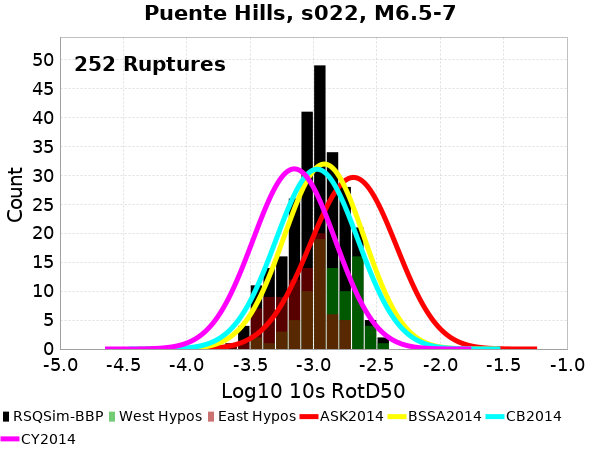 Puente Hills, s022, M6.5-7
252 Ruptures
Count
50
45
40
35
30
25
20
15
10
5
0
-5.0 -4.5 -4.0 -3.5 -3.0 -2.5 -2.0 -1.5 -1.0
Log10 10s RotD50
RSQSim-BBP West Hypos East Hypos ASK2014 BSSA2014 CB2014
CY2014